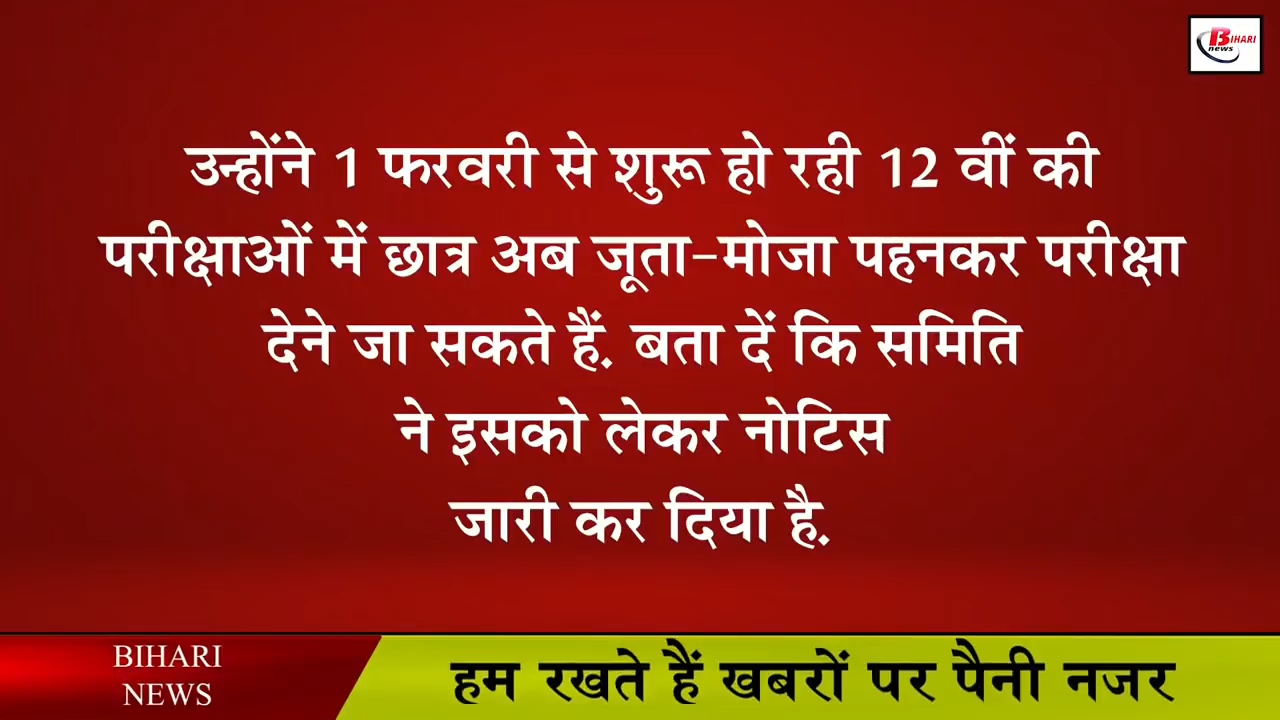 BIHARI
news
उन्होंने 1 फरवरी से शुरू हो रही 12 वीं की
परीक्षाओं में छात्र अब जूता-मोजा पहनकर परीक्षा
देने जा सकते हैं. बता दें कि समिति
ने इसको लेकर नोटिस
जारी कर दिया है.
BIHARI
NEWS
हम रखते हैं खबरों पर पैनी नजर